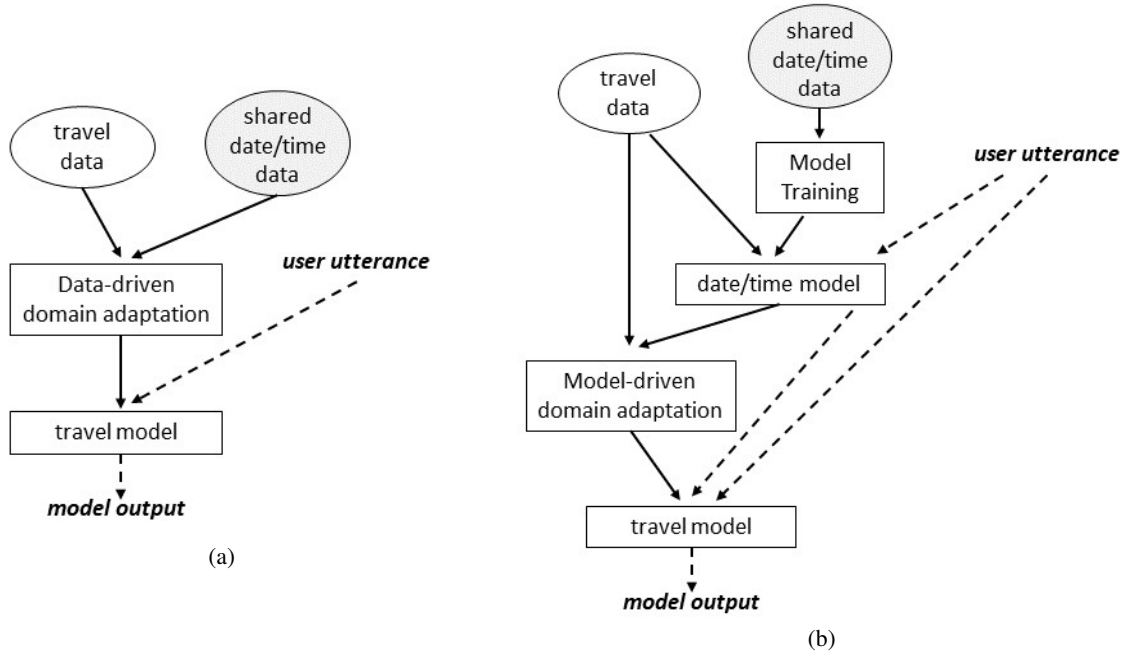 travel
data
shared
date/time
data
user utterance
Data-driven
domain adaptation
travel model
model output
(a)
shared
date/time
data
travel
data
Model
Training
user utterance
date/time model
Model-driven
domain adaptation
travel model
model output
(b)